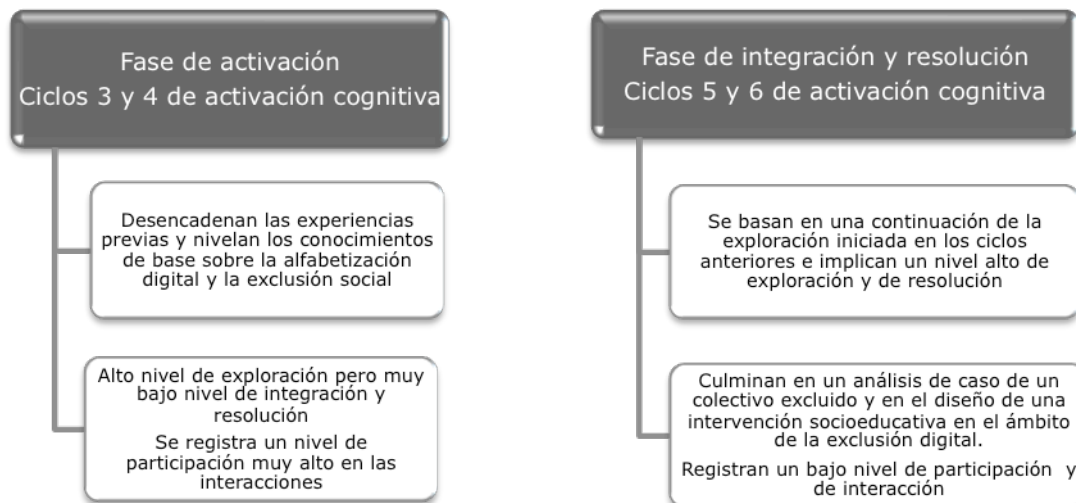 Fase de activación
Ciclos 3 y 4 de activación cognitiva
Desencadenan las experiencias
previas y nivelan los conocimientos
de base sobre la alfabetización
digital y la exclusión social
Alto nivel de exploración pero muy
bajo nivel de integración y
resolución
Se registra un nivel de
participación muy alto en las
interacciones
Fase de integración y resolución
Ciclos 5 y 6 de activación cognitiva
Se basan en una continuación de la
exploración iniciada en los ciclos
anteriores e implican un nivel alto de
exploración y de resolución
Culminan en un análisis de caso de un
colectivo excluido y en el diseño de una
intervención socioeducativa en el ámbito
de la exclusión digital.
Registran un bajo nivel de participación y
de interacción